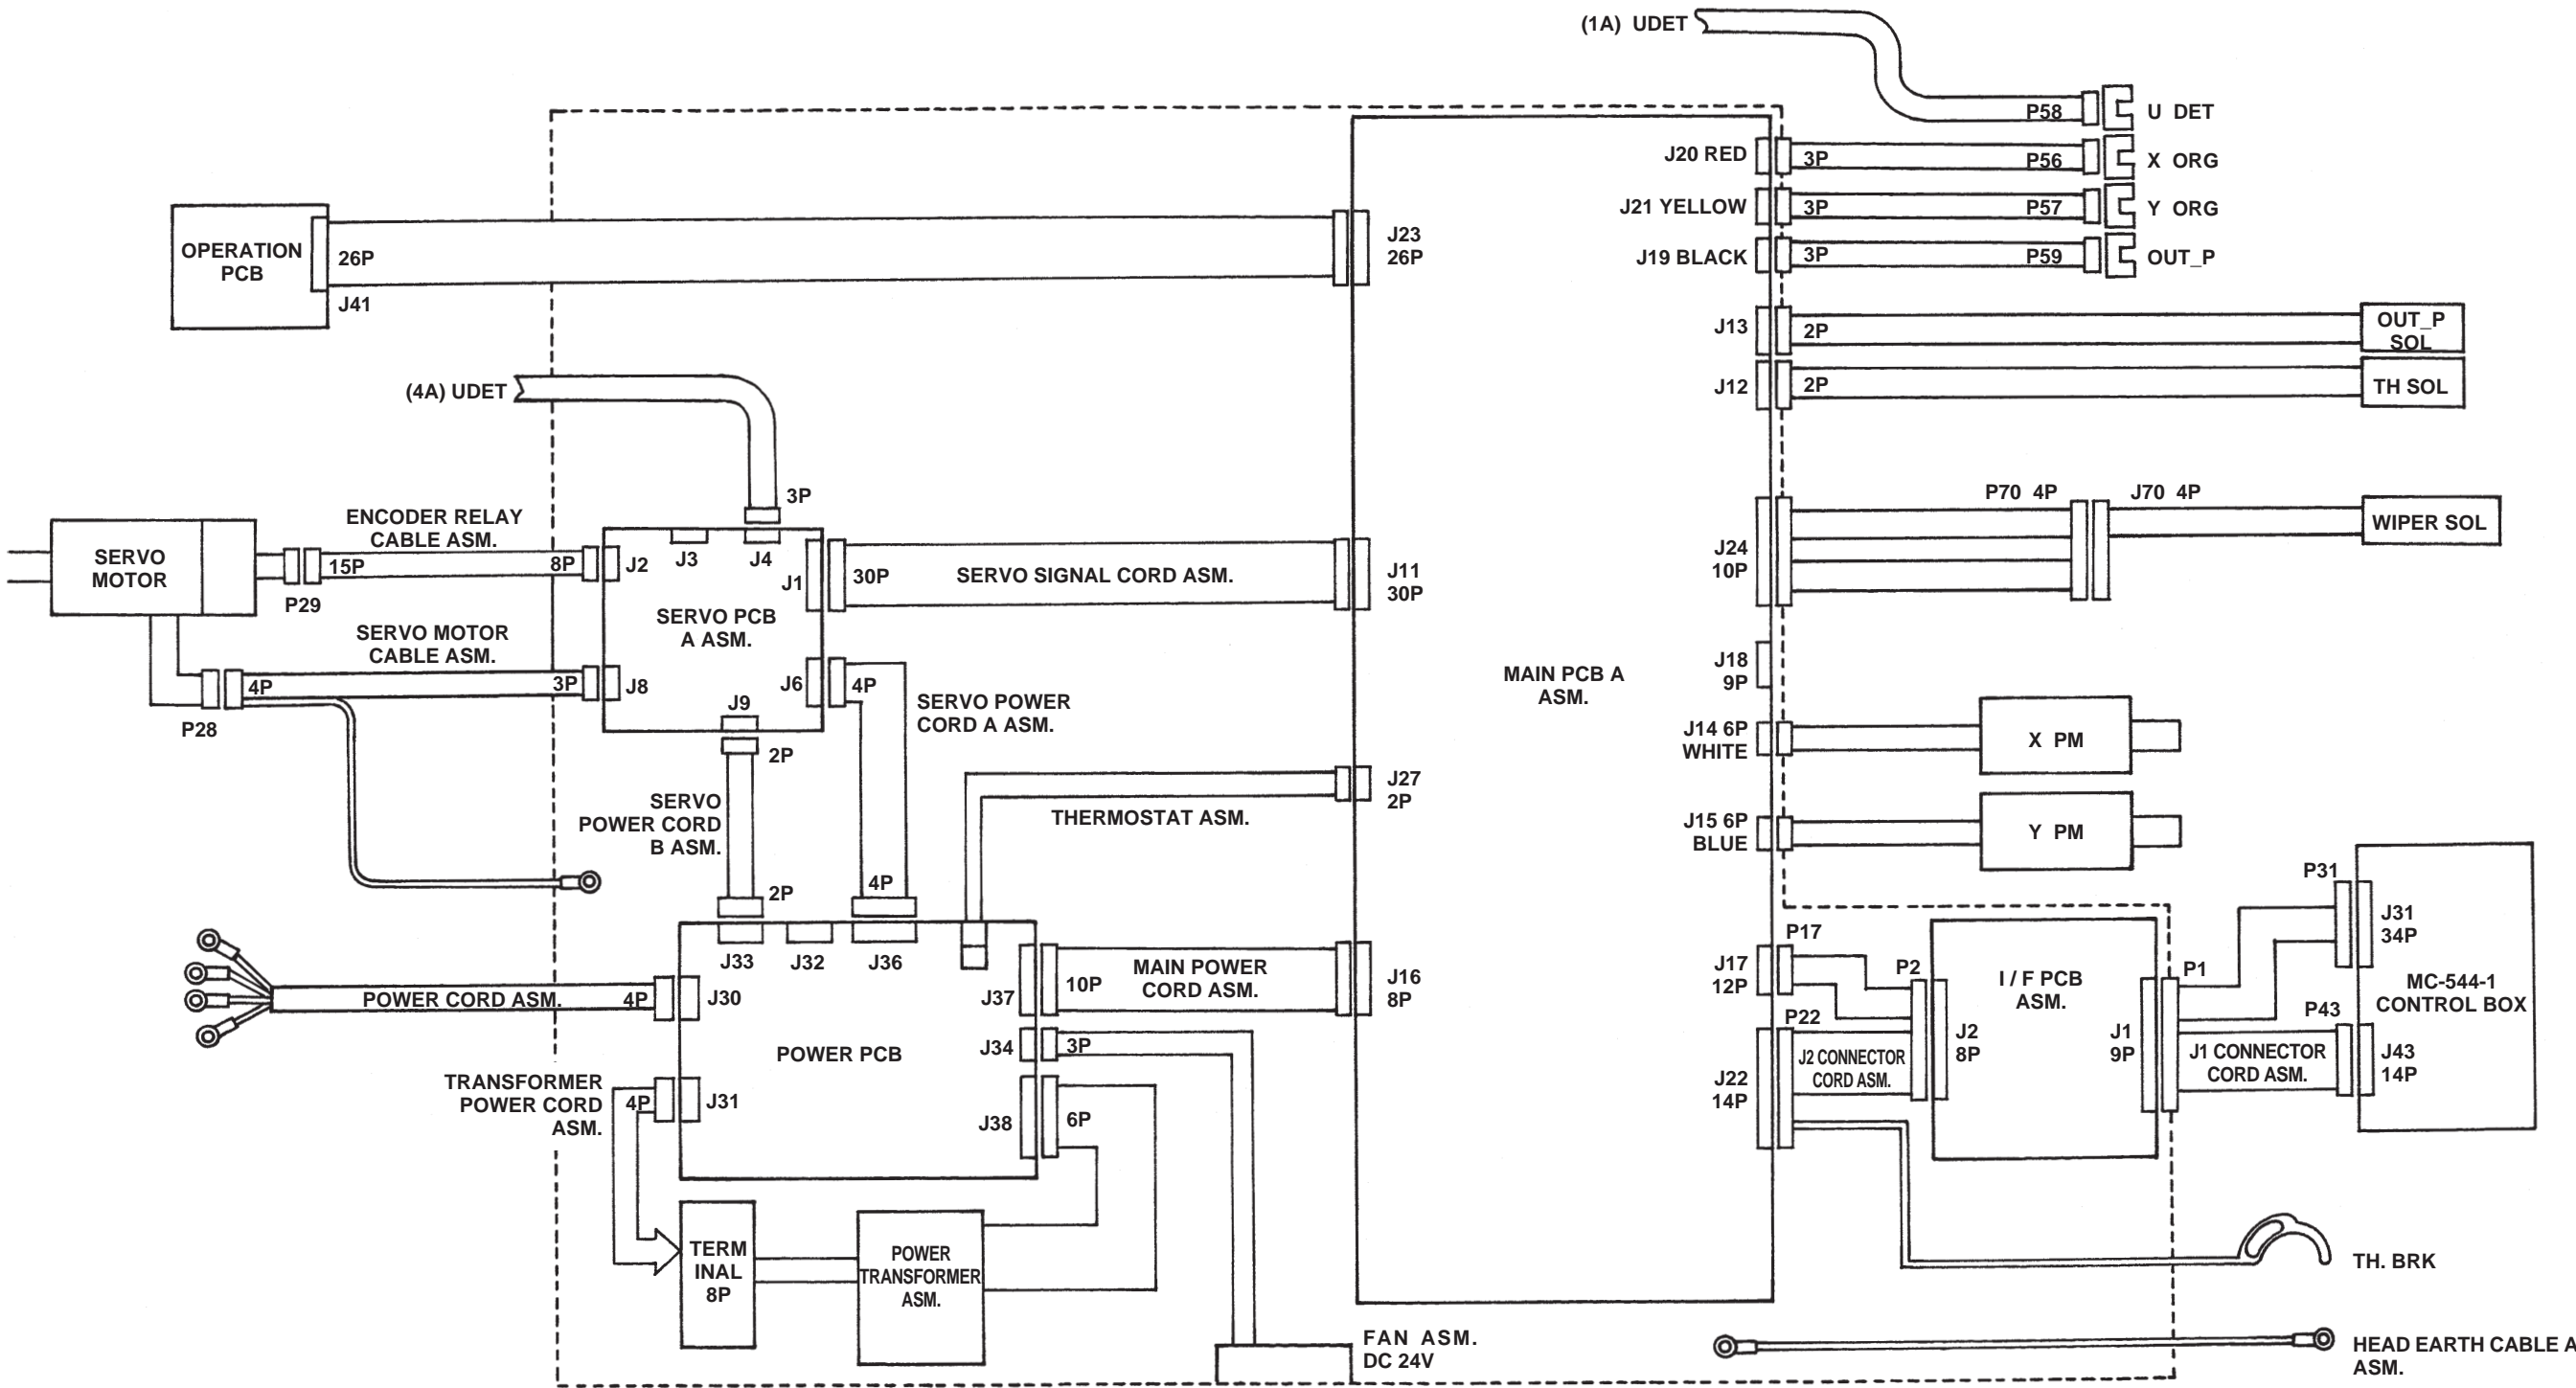 (1A) UDET
P58
U DET
J20 RED
3P
P56
X ORG
J21 YELLOW
3P
P57
Y ORG
J19 BLACK
3P
P59
OUT_P
OPERATION
PCB
26P
J41
J23
26P
J13
2P
OUT_P
SOL
J12
2P
TH SOL
(4A) UDET
3P
P70 4P
J70 4P
WIPER SOL
J24
10P
SERVO
MOTOR
ENCODER RELAY
CABLE ASM.
15P
8P
P29
J2
J3
J4
J1
30P
SERVO SIGNAL CORD ASM.
J11
30P
SERVO PCB
A ASM.
SERVO MOTOR
CABLE ASM.
4P
3P
P28
J8
J9
J6
4P
SERVO POWER
CORD A ASM.
2P
SERVO
POWER CORD
B ASM.
2P
4P
MAIN PCB A
ASM.
J18
9P
J14 6P
WHITE
X PM
J27
2P
THERMOSTAT ASM.
J15 6P
BLUE
Y PM
J33
J32
J36
POWER CORD ASM.
4P
J30
J37
10P
MAIN POWER
CORD ASM.
J16
8P
POWER PCB
J34
3P
TRANSFORMER
POWER CORD
ASM.
4P
J31
J38
6P
TERM
INAL
8P
POWER
TRANSFORMER
ASM.
FAN ASM.
DC 24V
P17
J17
12P
P2
I / F PCB
ASM.
P1
P31
J31
34P
MC-544-1
CONTROL BOX
P22
J22
14P
J2 CONNECTOR
CORD ASM.
J2
8P
J1
9P
J1 CONNECTOR
CORD ASM.
P43
J43
14P
TH. BRK
HEAD EARTH CABLE A
ASM.